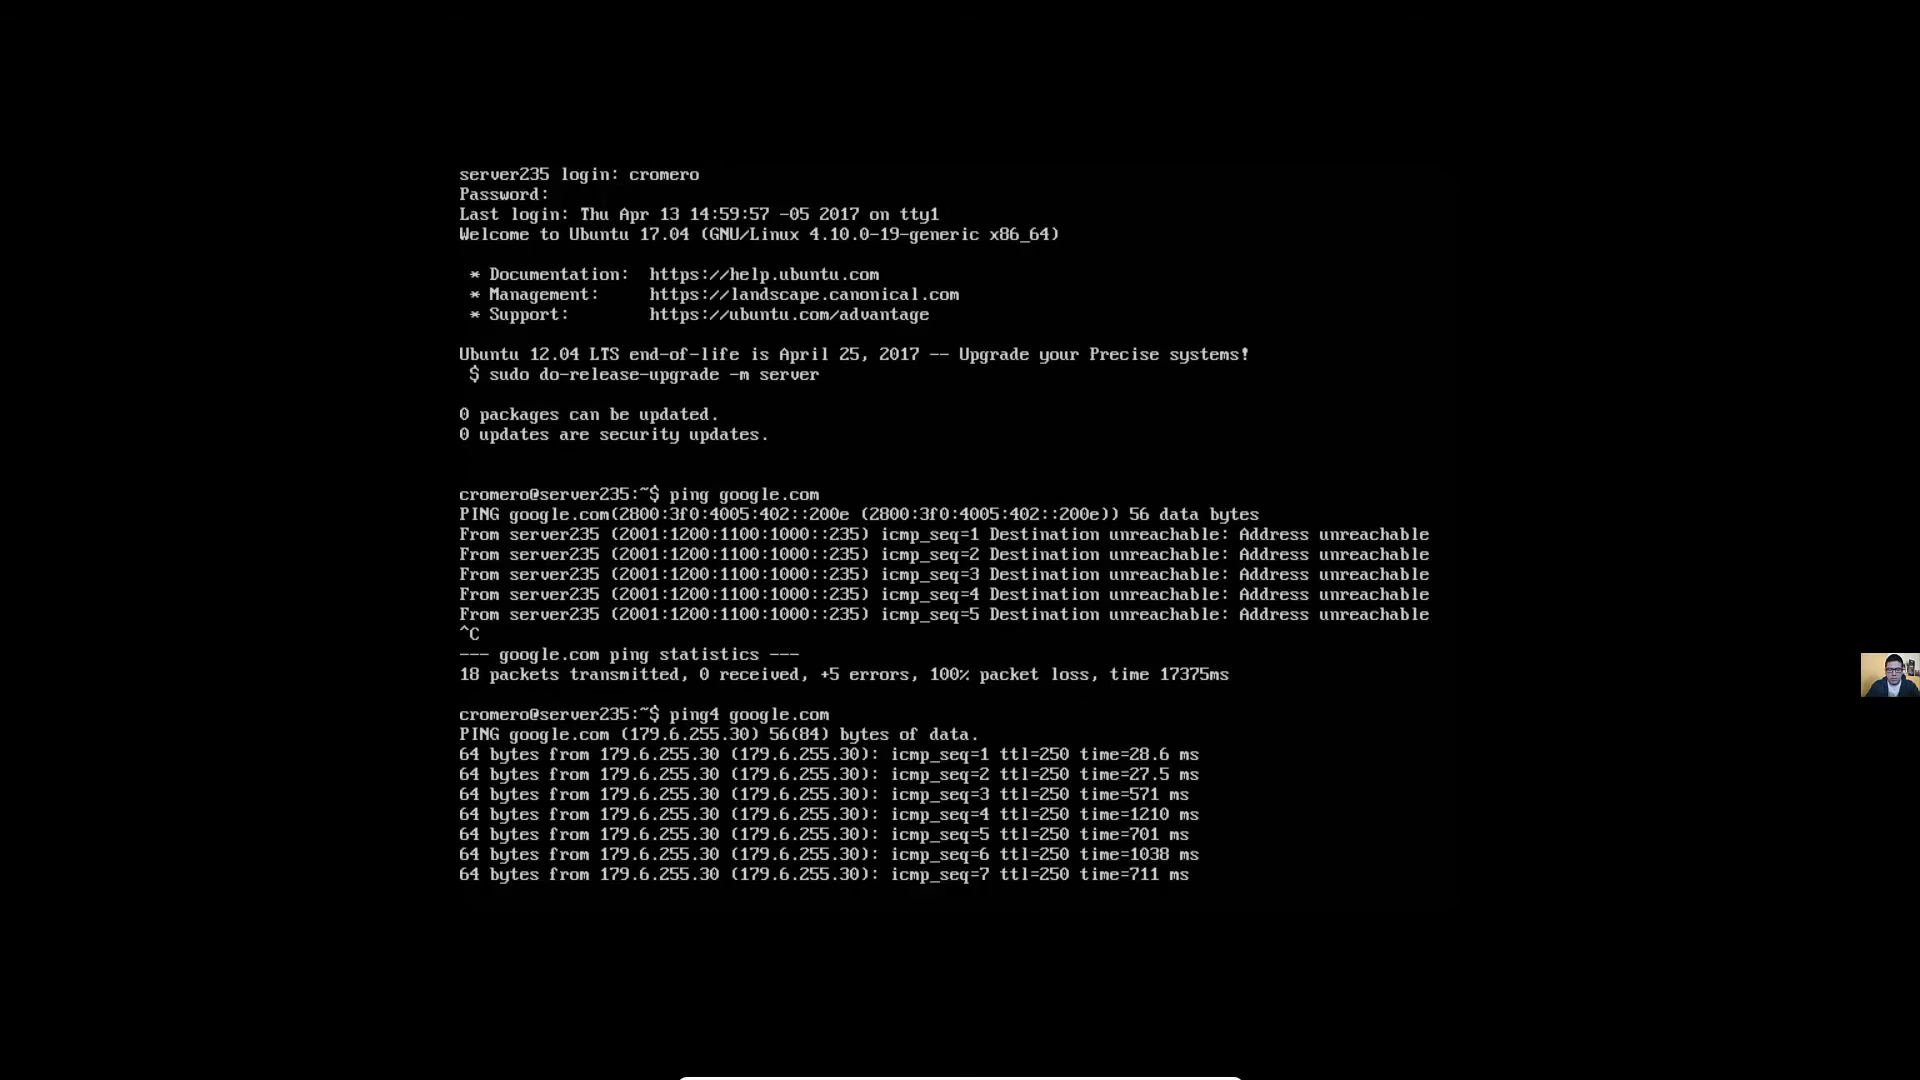 server235 login: cromero
Password:
Last login: Thu Apr 13 14:59:57 -05 2017 on tty1
Welcome to Ubuntu 17.04 (GNU/Linux 4.10.0-19-generic x86_64)
* Documentation:  https://help.ubuntu.com
* Management:     https://landscape.canonical.com
* Support:        https://ubuntu.com/advantage
Ubuntu 12.04 LTS end-of-life is April 25, 2017 -- Upgrade your Precise systems!
$ sudo do-release-upgrade -m server
0 packages can be updated.
0 updates are security updates.
cromero@server235:~$ ping google.com
PING google.com(2800:3f0:4005:402::200e (2800:3f0:4005:402::200e)) 56 data bytes
From server235 (2001:1200:1100:1000::235) icmp_seq=1 Destination unreachable: Address unreachable
From server235 (2001:1200:1100:1000::235) icmp_seq=2 Destination unreachable: Address unreachable
From server235 (2001:1200:1100:1000::235) icmp_seq=3 Destination unreachable: Address unreachable
From server235 (2001:1200:1100:1000::235) icmp_seq=4 Destination unreachable: Address unreachable
From server235 (2001:1200:1100:1000::235) icmp_seq=5 Destination unreachable: Address unreachable
^C
--- google.com ping statistics ---
18 packets transmitted, 0 received, +5 errors, 100% packet loss, time 17375ms
cromero@server235:~$ ping4 google.com
PING google.com (179.6.255.30) 56(84) bytes of data.
64 bytes from 179.6.255.30 (179.6.255.30): icmp_seq=1 ttl=250 time=28.6 ms
64 bytes from 179.6.255.30 (179.6.255.30): icmp_seq=2 ttl=250 time=27.5 ms
64 bytes from 179.6.255.30 (179.6.255.30): icmp_seq=3 ttl=250 time=571 ms
64 bytes from 179.6.255.30 (179.6.255.30): icmp_seq=4 ttl=250 time=1210 ms
64 bytes from 179.6.255.30 (179.6.255.30): icmp_seq=5 ttl=250 time=701 ms
64 bytes from 179.6.255.30 (179.6.255.30): icmp_seq=6 ttl=250 time=1038 ms
64 bytes from 179.6.255.30 (179.6.255.30): icmp_seq=7 ttl=250 time=711 ms